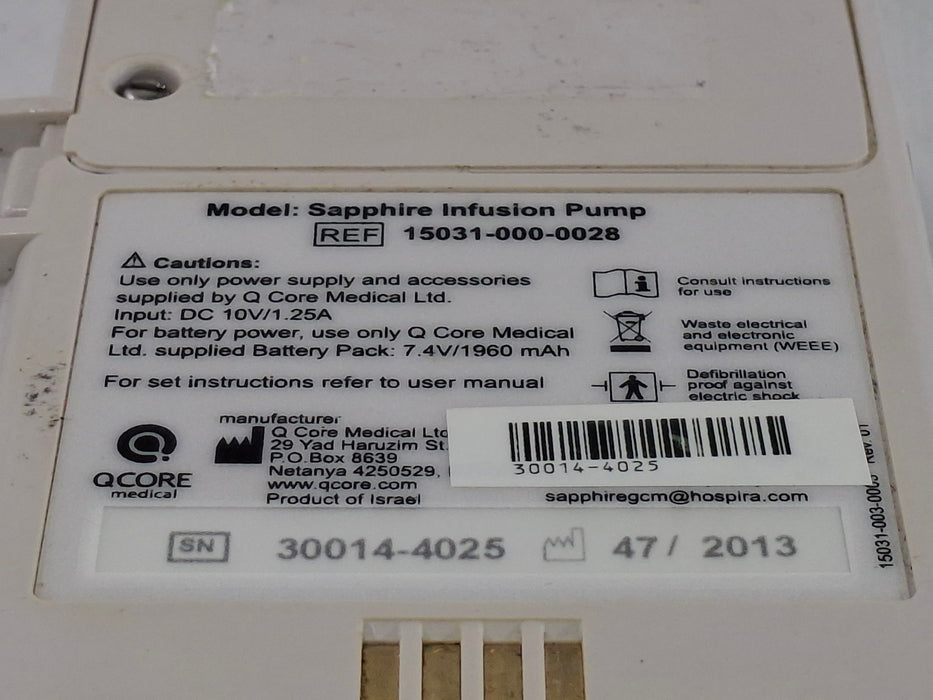 Model: Sapphire Infusion Pump
REF 15031-000-0028
Cautions:
Use only power supply and accessories
supplied by Q Core Medical Ltd.
Input: DC 10V/1.25A
For battery power, use only Q Core Medical
Ltd. supplied Battery Pack: 7.4V/1960 mAh
For set instructions refer to user manual
Consult instructions
for use
Waste electrical
and electronic
equipment (WEEE)
Defibrillation
proof against
electric shock
QCORE
medical
manufacturer
Q Core Medical Ltd
29 Yad Haruzim St.
P.O.Box 8639
Netanya 4250529,
www.qcore.com
Product of Israel
30014-4025
sapphiregcm@hospira.com
SN 30014-4025 47/ 2013
Rev. 01